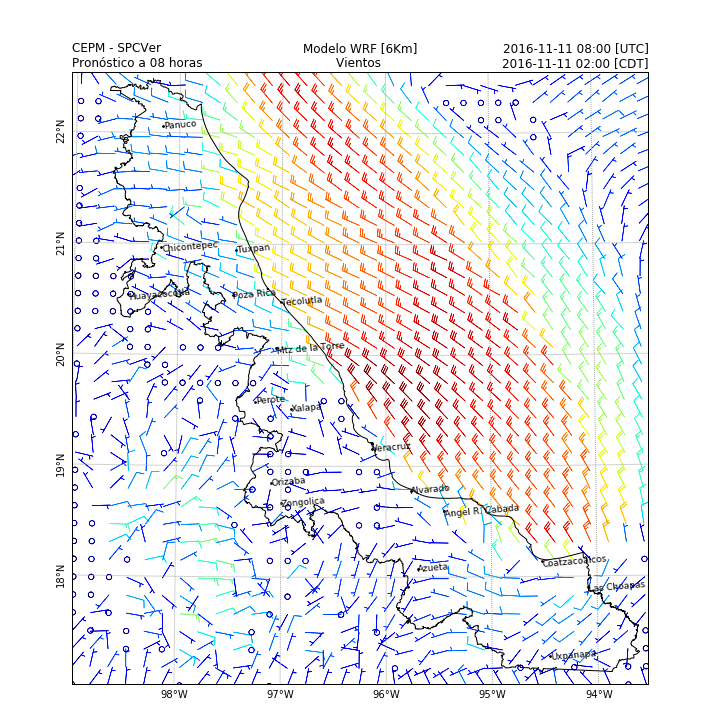 CEPM - SPCVer Modelo WRF [6Km] 2016-11-11 08:00 [UTC]
Pronóstico a 08 horas Vientos 2016-11-11 02:00 [CDT]
22°N
Panuco
21°N
Chicontepec Tuxpan
Huayacocotla Poza Rica Tecolutla
20°N
Mtz de la Torre
Perote Xalapa
19°N
Veracruz
Orizaba Alvarado
Zongolica Angel R. Cabada
18°N
Azueta Coatzacoalcos
Las Choapas
Uxpanapa
98°W 97°W 96°W 95°W 94°W